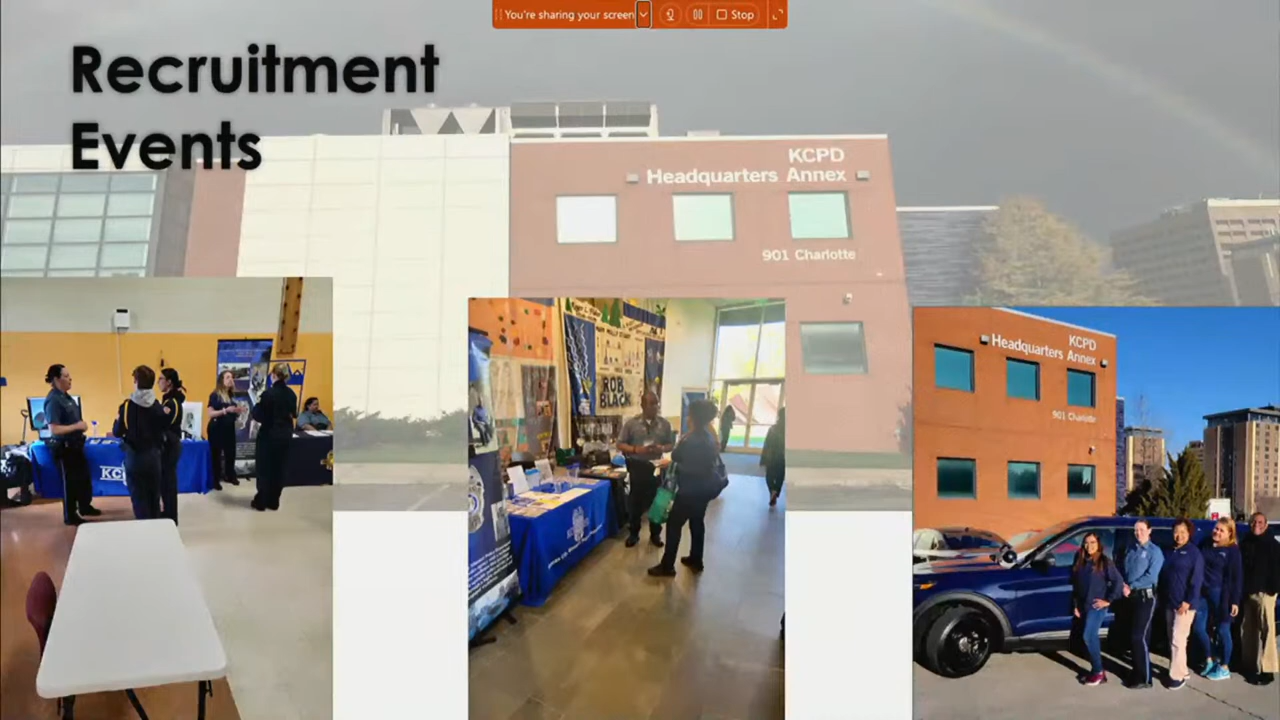 You're sharing your screen
Stop
Recruitment
Events
KCPD
Headquarters Annex
901 Charlotte
ROB
BLACK
KCPD
Headquarters Annex
901 Charlotte